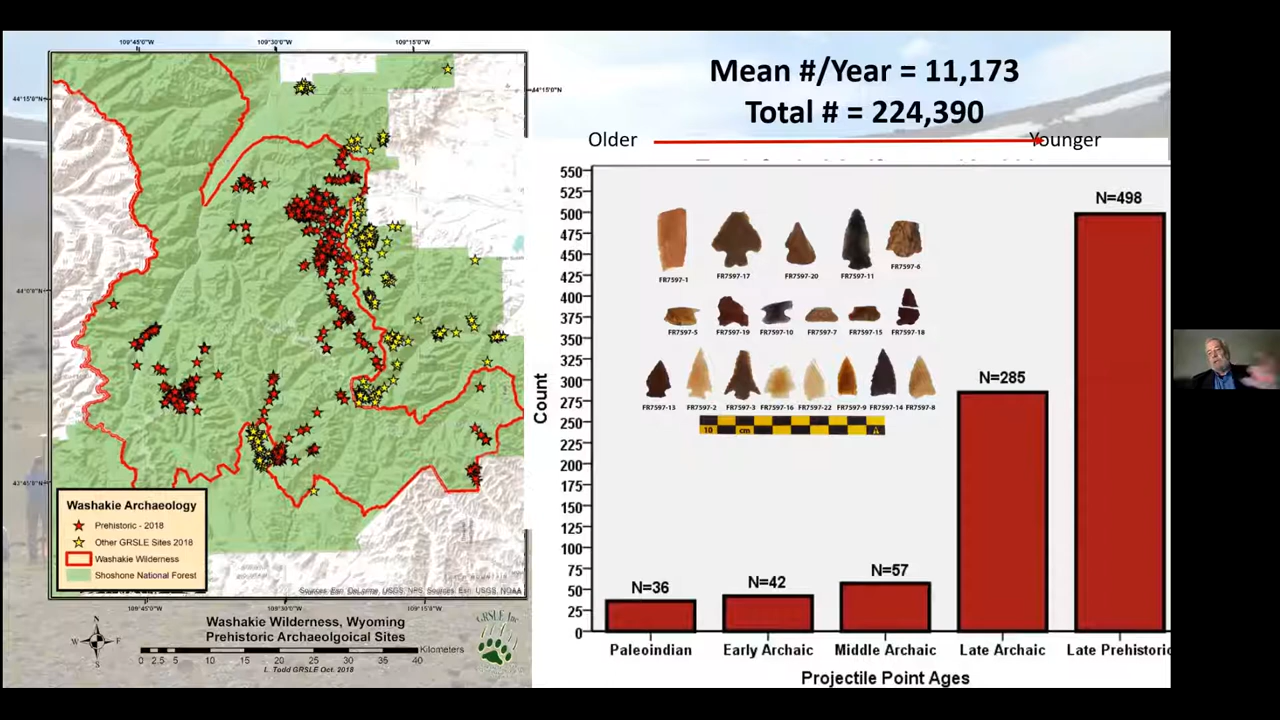 Mean #/Year = 11,173
Total # = 224,390
Older
Younger
109°45'0"W
109°30'0"W
109°15'0"W
44°15'0"N
44°15'0"N
44°0'0"N
43°45'0"N
Washakie Archaeology
Prehistoric - 2018
Other GRSLE Sites 2018
Washakie Wilderness
Shoshone National Forest
Sources: Esri, DeLorme, USGS, NPS, Sources: Esri, USGS, NOAA
109°45'0"W
109°30'0"W
109°15'0"W
Washakie Wilderness, Wyoming
Prehistoric Archaelgoical Sites
N
W
S
Kilometers
0 2.5 5 10 15 20 25 30 35 40
L. Todd GRSLE Oct. 2018
GRSLE Inc
Count
550
525
500
475
450
425
400
375
350
325
300
275
250
225
200
175
150
125
100
75
50
25
0
FR7597-1
FR7597-17
FR7597-20
FR7597-11
FR7597-6
FR7597-5
FR7597-19
FR7597-10
FR7597-7
FR7597-15
FR7597-18
FR7597-13
FR7597-2
FR7597-3
FR7597-16
FR7597-22
FR7597-9
FR7597-14
FR7597-8
10 cm
N=36
N=42
N=57
N=285
N=498
Paleoindian
Early Archaic
Middle Archaic
Late Archaic
Late Prehistoric
Projectile Point Ages